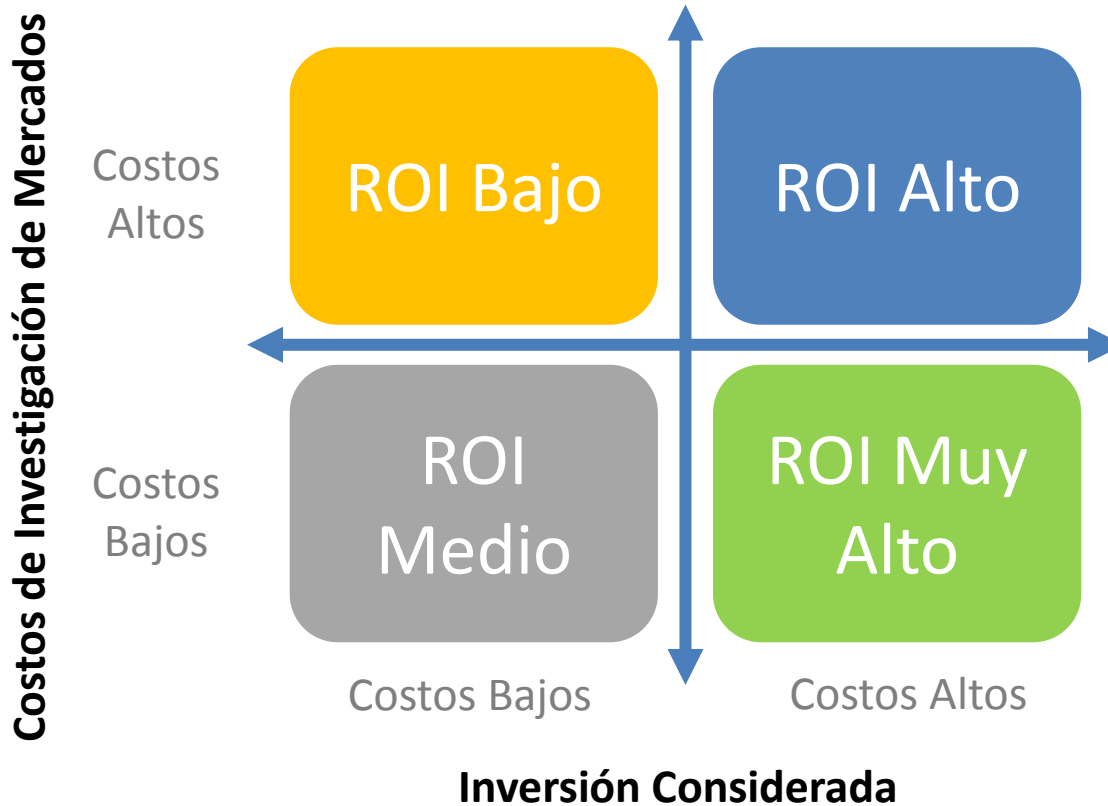 Costos de Investigación de Mercados
Costos
Altos
ROI Bajo
ROI Alto
Costos
Bajos
ROI
Medio
ROI Muy
Alto
Costos Bajos
Costos Altos
Inversión Considerada